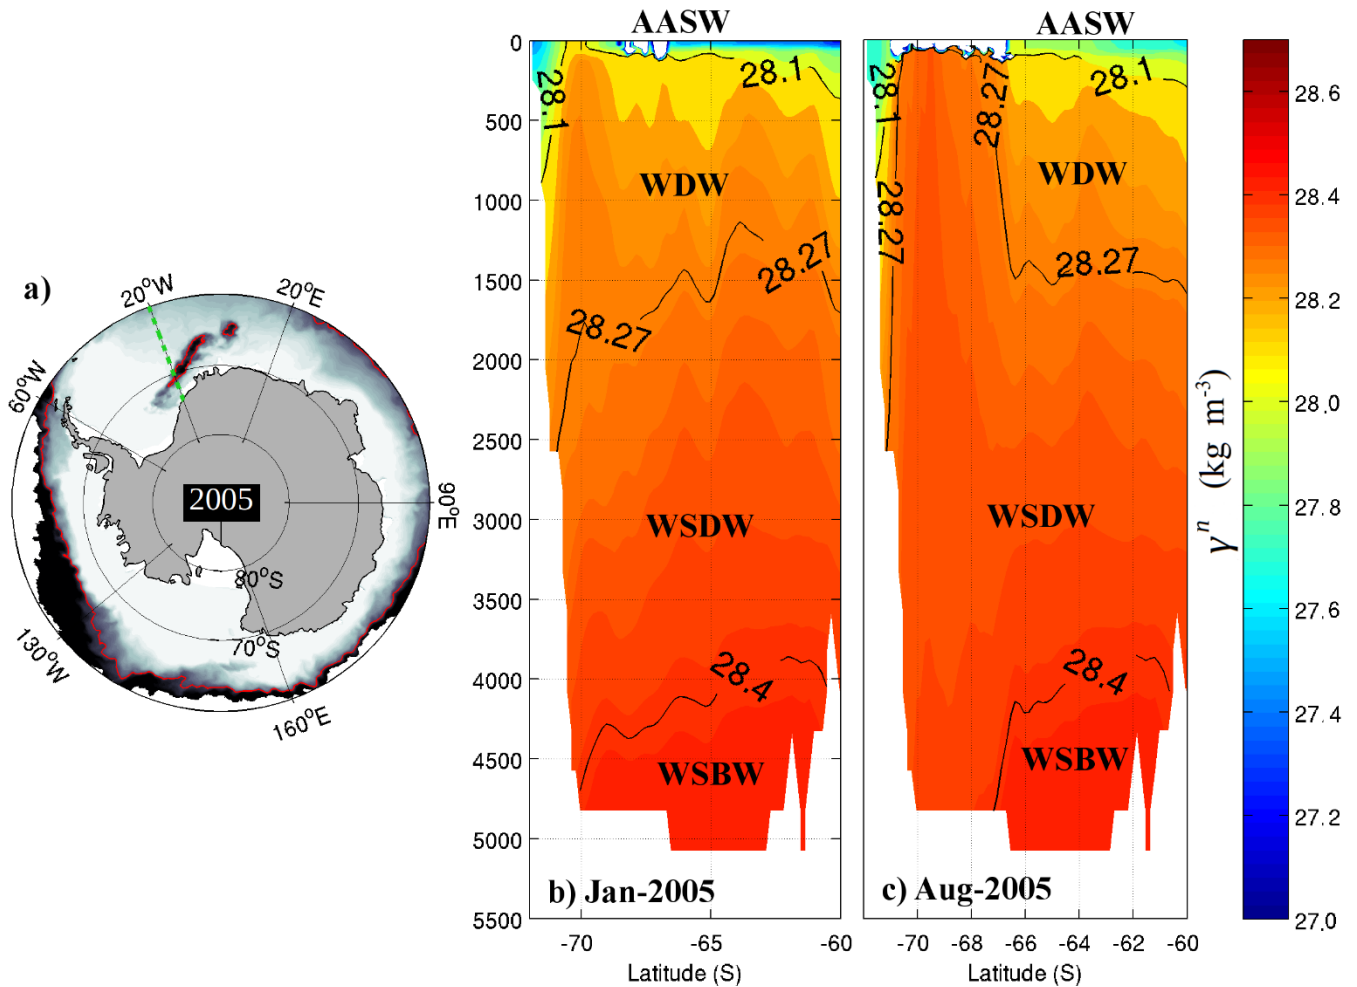 a)
20°W
20°E
60°W
90°E
2005
80°S
70°S
130°W
160°E
AASW
0
500
1000
1500
2000
2500
3000
3500
4000
4500
5000
5500
28.1
28.1
WDW
28.27
28.27
WSDW
28.4
WSBW
b) Jan-2005
-70
-65
-60
Latitude (S)
AASW
28.1
28.1
28.27
28.27
WDW
28.27
WSDW
28.4
WSBW
c) Aug-2005
-70
-68
-66
-64
-62
-60
Latitude (S)
γⁿ (kg m⁻³)
28.6
28.4
28.2
28.0
27.8
27.6
27.4
27.2
27.0